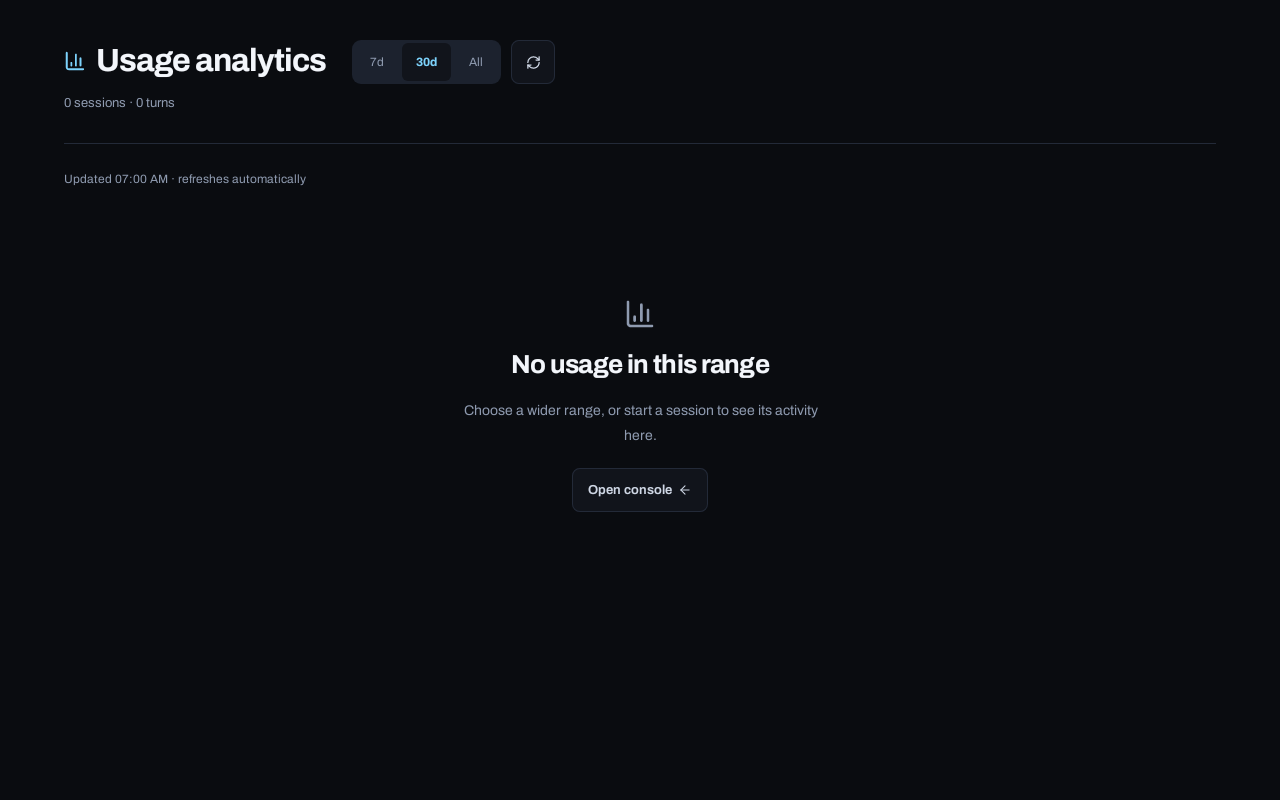 Usage analytics
7d 30d All
0 sessions · 0 turns
Updated 07:00 AM · refreshes automatically
No usage in this range
Choose a wider range, or start a session to see its activity
here.
Open console